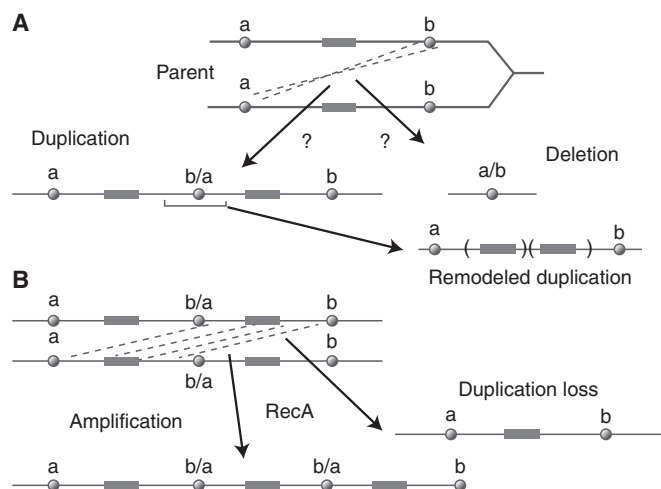 A
a b
Parent
a b
? ?
Duplication
Deletion
a b/a b
a/b
a ( )( ) b
Remodeled duplication
B
a b/a b
a b
b/a
Duplication loss
Amplification RecA
a b
a b/a b/a b